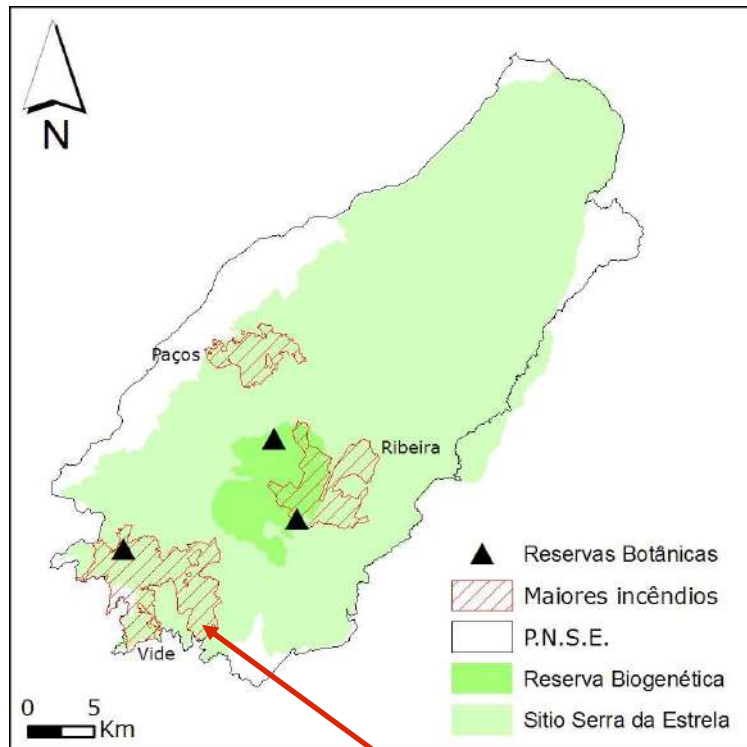 N
Paços
Ribeira
Vide
0 5
Km
Reservas Botânicas
Maiores incêndios
P.N.S.E.
Reserva Biogenética
Sitio Serra da Estrela